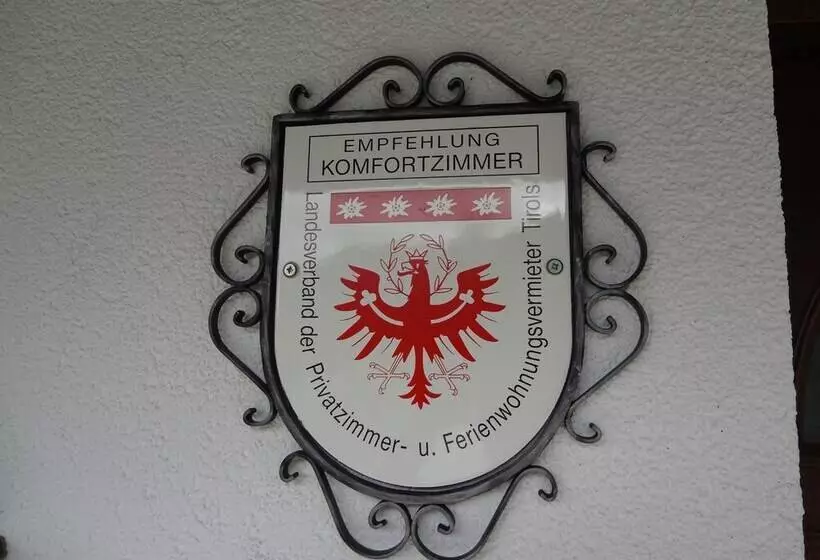 EMPFEHLUNG
KOMFORTZIMMER
Landesverband der Privatzimmer- u. Ferienwohnungsvermieter Tirols